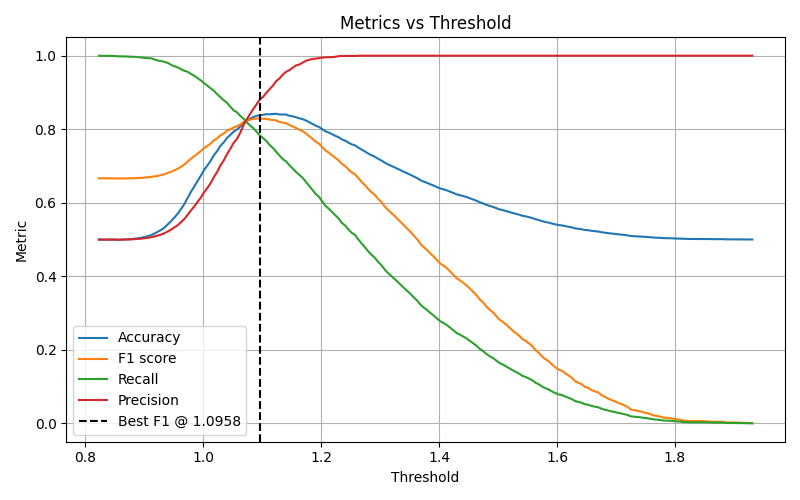 Metrics vs Threshold
Metric
1.0
0.8
0.6
0.4
0.2
0.0
Accuracy
F1 score
Recall
Precision
Best F1 @ 1.0958
0.8 1.0 1.2 1.4 1.6 1.8
Threshold